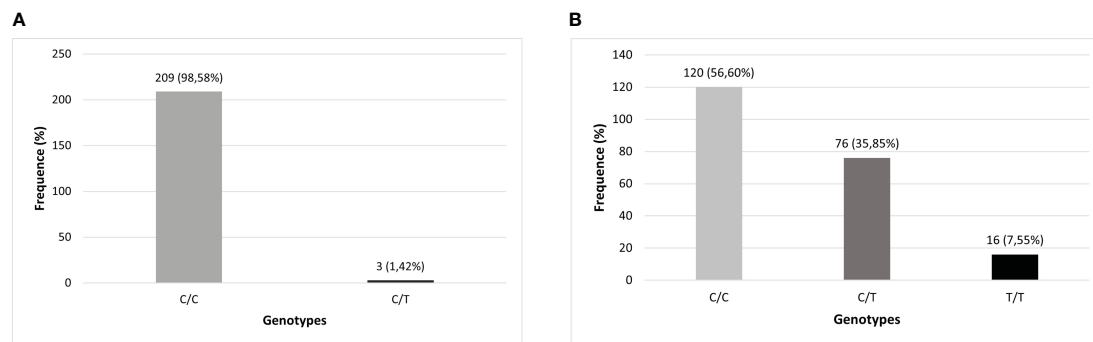 A
Frequence (%)
250
200
150
100
50
0
209 (98,58%)
3 (1,42%)
C/C
C/T
Genotypes
B
Frequence (%)
140
120
100
80
60
40
20
0
120 (56,60%)
76 (35,85%)
16 (7,55%)
C/C
C/T
T/T
Genotypes